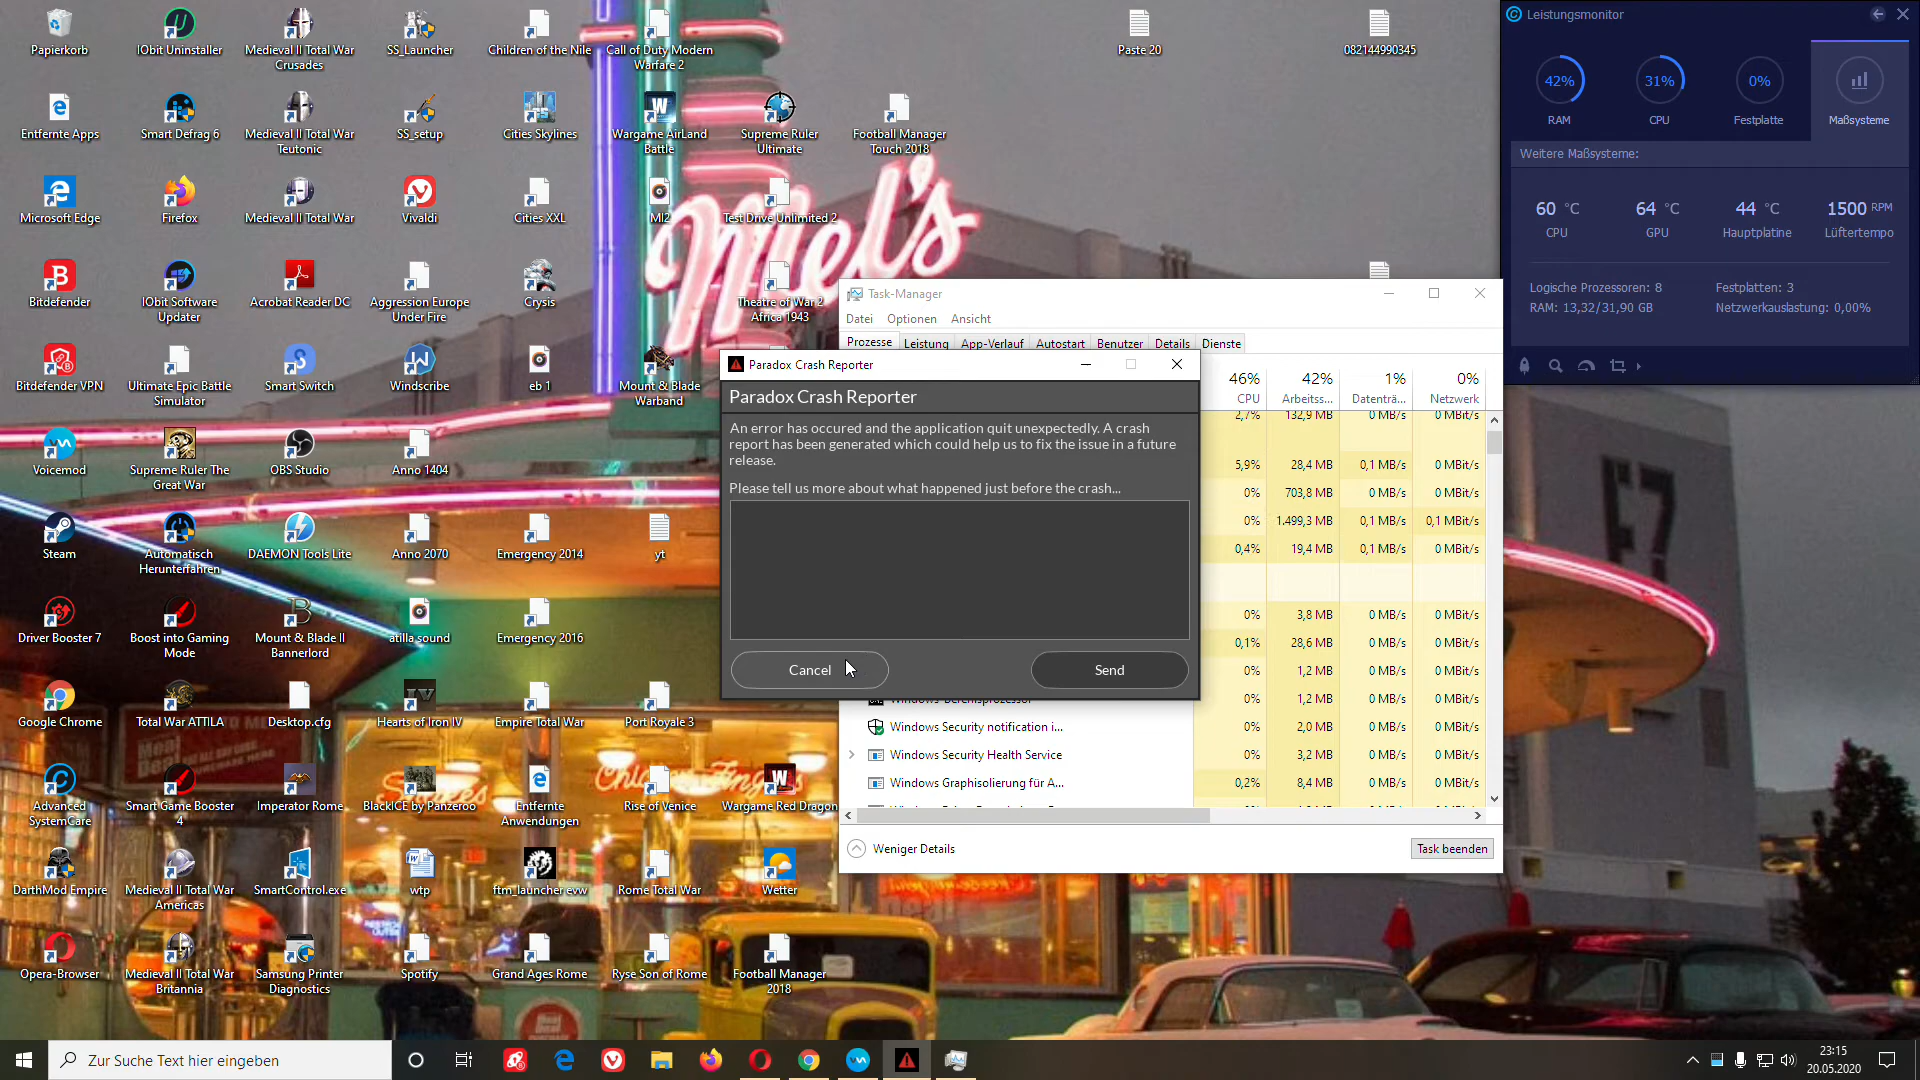 Papierkorb
IObit Uninstaller
Medieval II Total War
Crusades
SS_Launcher
Children of the Nile
Call of Duty Modern
Warfare 2
Paste 20
082144990345
Entfernte Apps
Smart Defrag 6
Medieval II Total War
Teutonic
SS_setup
Cities Skylines
Wargame AirLand
Battle
Supreme Ruler
Ultimate
Football Manager
Touch 2018
Microsoft Edge
Firefox
Medieval II Total War
Vivaldi
Cities XXL
MI2
Test Drive Unlimited 2
Mel's
Bitdefender
IObit Software
Updater
Acrobat Reader DC
Aggression Europe
Under Fire
Crysis
Theatre of War 2
Africa 1943
Bitdefender VPN
Ultimate Epic Battle
Simulator
Smart Switch
Windscribe
eb 1
Mount & Blade
Warband
Voicemod
Supreme Ruler The
Great War
OBS Studio
Anno 1404
Steam
Automatisch
Herunterfahren
DAEMON Tools Lite
Anno 2070
Emergency 2014
yt
Driver Booster 7
Boost into Gaming
Mode
Mount & Blade II
Bannerlord
atilla sound
Emergency 2016
Google Chrome
Total War ATTILA
Desktop.cfg
Hearts of Iron IV
Empire Total War
Port Royale 3
Advanced
SystemCare
Smart Game Booster
4
Imperator Rome
BlackICE by Panzeroo
Entfernte
Anwendungen
Rise of Venice
Wargame Red Dragon
DarthMod Empire
Medieval II Total War
Americas
SmartControl.exe
wtp
ftm_launcher.evw
Rome Total War
Wetter
Opera-Browser
Medieval II Total War
Britannia
Samsung Printer
Diagnostics
Spotify
Grand Ages Rome
Ryse Son of Rome
Football Manager
2018
Leistungsmonitor
42% 31% 0%
RAM CPU Festplatte Maßsysteme
Weitere Maßsysteme:
60 °C 64 °C 44 °C 1500 RPM
CPU GPU Hauptplatine Lüftertempo
Logische Prozessoren: 8 Festplatten: 3
RAM: 13,32/31,90 GB Netzwerkauslastung: 0,00%
Task-Manager
Datei Optionen Ansicht
Prozesse Leistung App-Verlauf Autostart Benutzer Details Dienste
46% 42% 1% 0%
CPU Arbeitss... Datenträ... Netzwerk
2,7% 132,9 MB 0 MB/s 0 MBit/s
5,9% 28,4 MB 0,1 MB/s 0 MBit/s
0% 703,8 MB 0 MB/s 0 MBit/s
0% 1.499,3 MB 0,1 MB/s 0,1 MBit/s
0,4% 19,4 MB 0,1 MB/s 0 MBit/s
0% 3,8 MB 0 MB/s 0 MBit/s
0,1% 28,6 MB 0 MB/s 0 MBit/s
0% 1,2 MB 0 MB/s 0 MBit/s
0% 1,2 MB 0 MB/s 0 MBit/s
Windows Security notification i... 0% 2,0 MB 0 MB/s 0 MBit/s
Windows Security Health Service 0% 3,2 MB 0 MB/s 0 MBit/s
Windows Graphisolierung für A... 0,2% 8,4 MB 0 MB/s 0 MBit/s
Weniger Details
Task beenden
Paradox Crash Reporter
Paradox Crash Reporter
An error has occured and the application quit unexpectedly. A crash
report has been generated which could help us to fix the issue in a future
release.
Please tell us more about what happened just before the crash...
Cancel
Send
Zur Suche Text hier eingeben
23:15
20.05.2020